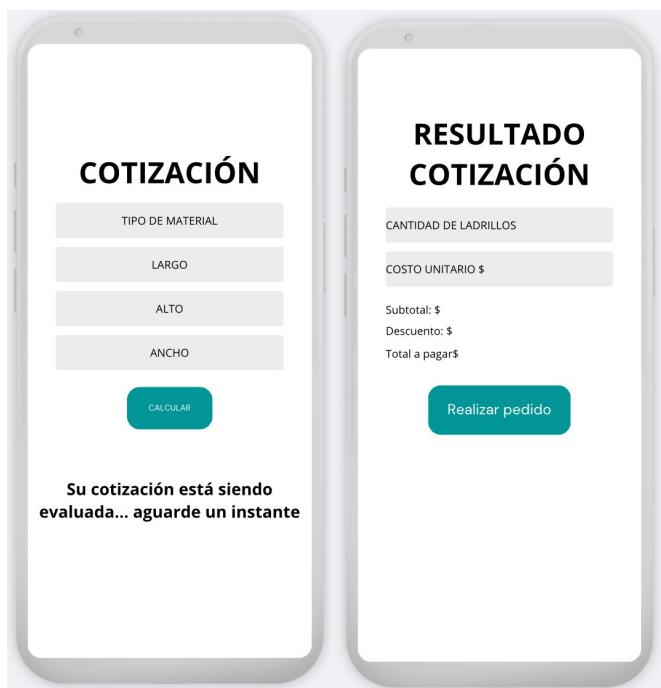 COTIZACIÓN
TIPO DE MATERIAL
LARGO
ALTO
ANCHO
CALCULAR
Su cotización está siendo
evaluada... aguarde un instante
RESULTADO
COTIZACIÓN
CANTIDAD DE LADRILLOS
COSTO UNITARIO $
Subtotal: $
Descuento: $
Total a pagar$
Realizar pedido